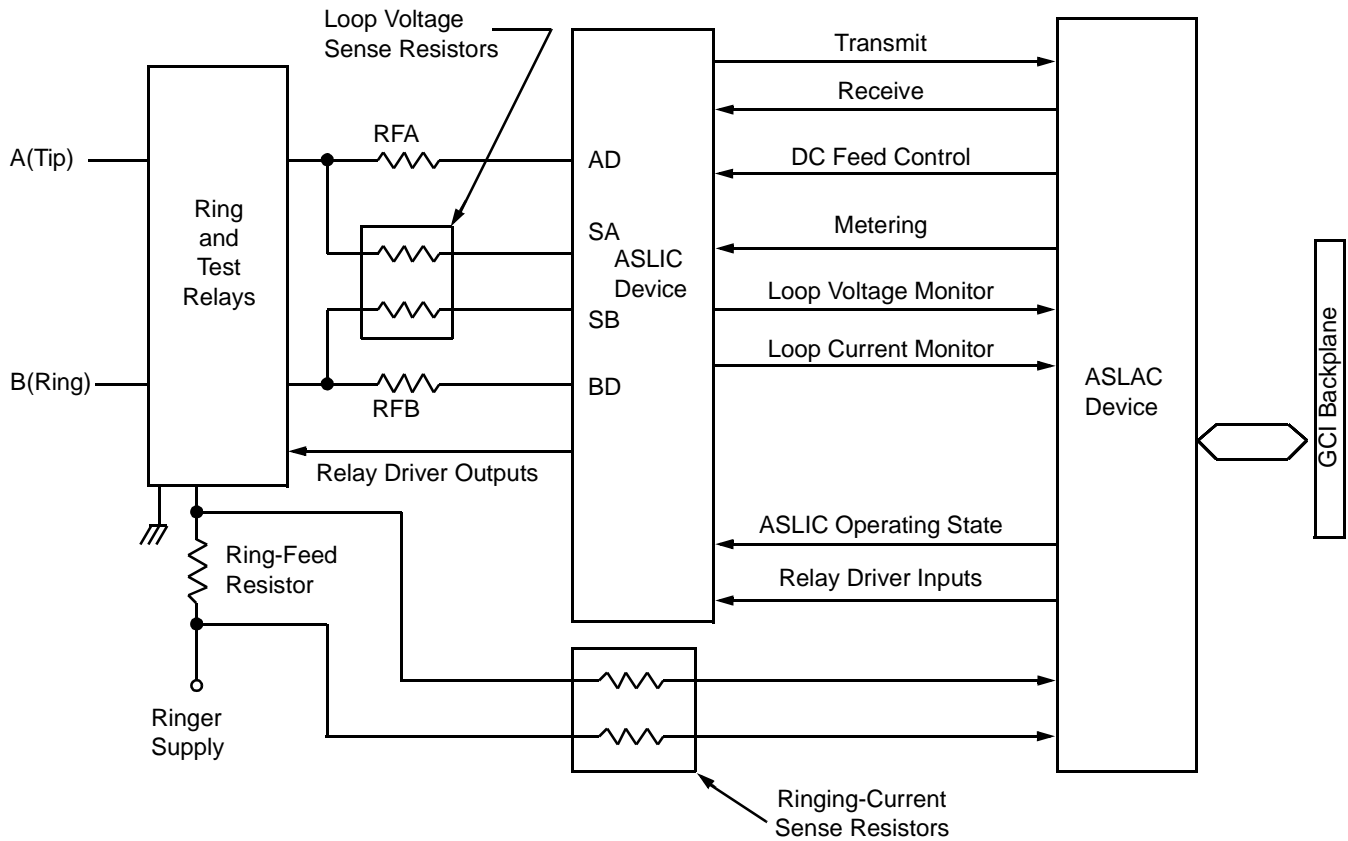 Loop Voltage
Sense Resistors
Transmit
Receive
RFA
A(Tip)
AD
DC Feed Control
Ring
and
Test
Relays
SA
ASLIC
Device
Metering
SB
Loop Voltage Monitor
Loop Current Monitor
B(Ring)
RFB
BD
ASLAC
Device
GCI Backplane
Relay Driver Outputs
ASLIC Operating State
Ring-Feed
Resistor
Relay Driver Inputs
Ringer
Supply
Ringing-Current
Sense Resistors